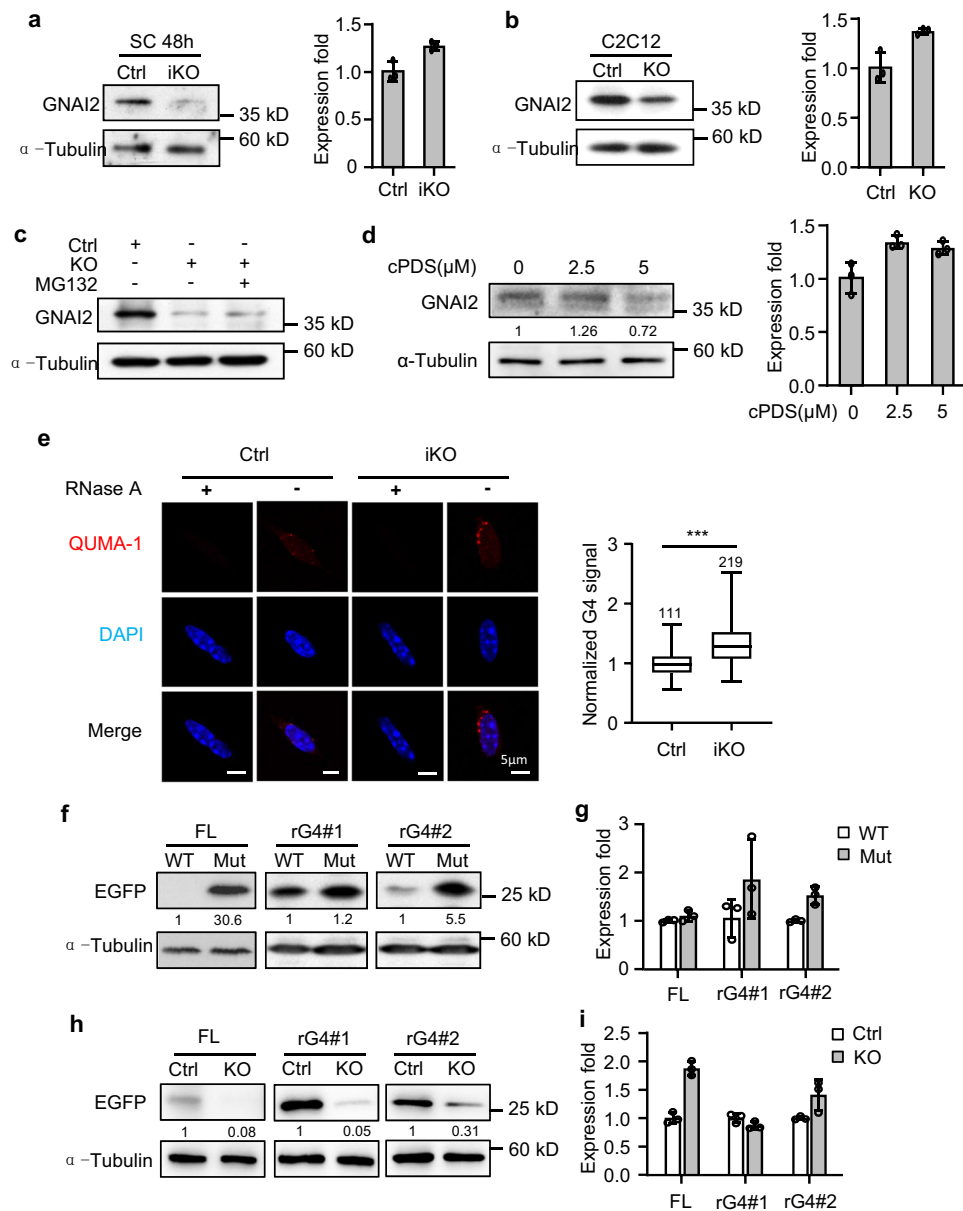 a
SC 48h
Ctrl iKO
GNAI2
35 kD
60 kD
α-Tubulin
Expression fold
1.5
1.0
0.5
0
Ctrl iKO
b
C2C12
Ctrl KO
GNAI2
35 kD
60 kD
α-Tubulin
Expression fold
1.5
1.0
0.5
0.0
Ctrl KO
c
Ctrl + - -
KO - + +
MG132 - - +
GNAI2
35 kD
60 kD
α-Tubulin
d
cPDS(μM) 0 2.5 5
GNAI2
35 kD
1 1.26 0.72
60 kD
α-Tubulin
Expression fold
1.5
1.0
0.5
0.0
cPDS(μM) 0 2.5 5
e
Ctrl iKO
RNase A + - + -
QUMA-1
DAPI
Merge
5μm
Normalized G4 signal
3
2
1
0
***
111
219
Ctrl iKO
f
FL rG4#1 rG4#2
WT Mut WT Mut WT Mut
EGFP
25 kD
1 30.6 1 1.2 1 5.5
60 kD
α-Tubulin
g
WT
Mut
Expression fold
3
2
1
0
FL rG4#1 rG4#2
h
FL rG4#1 rG4#2
Ctrl KO Ctrl KO Ctrl KO
EGFP
25 kD
1 0.08 1 0.05 1 0.31
60 kD
α-Tubulin
i
Ctrl
KO
Expression fold
2.5
2.0
1.5
1.0
0.5
0.0
FL rG4#1 rG4#2